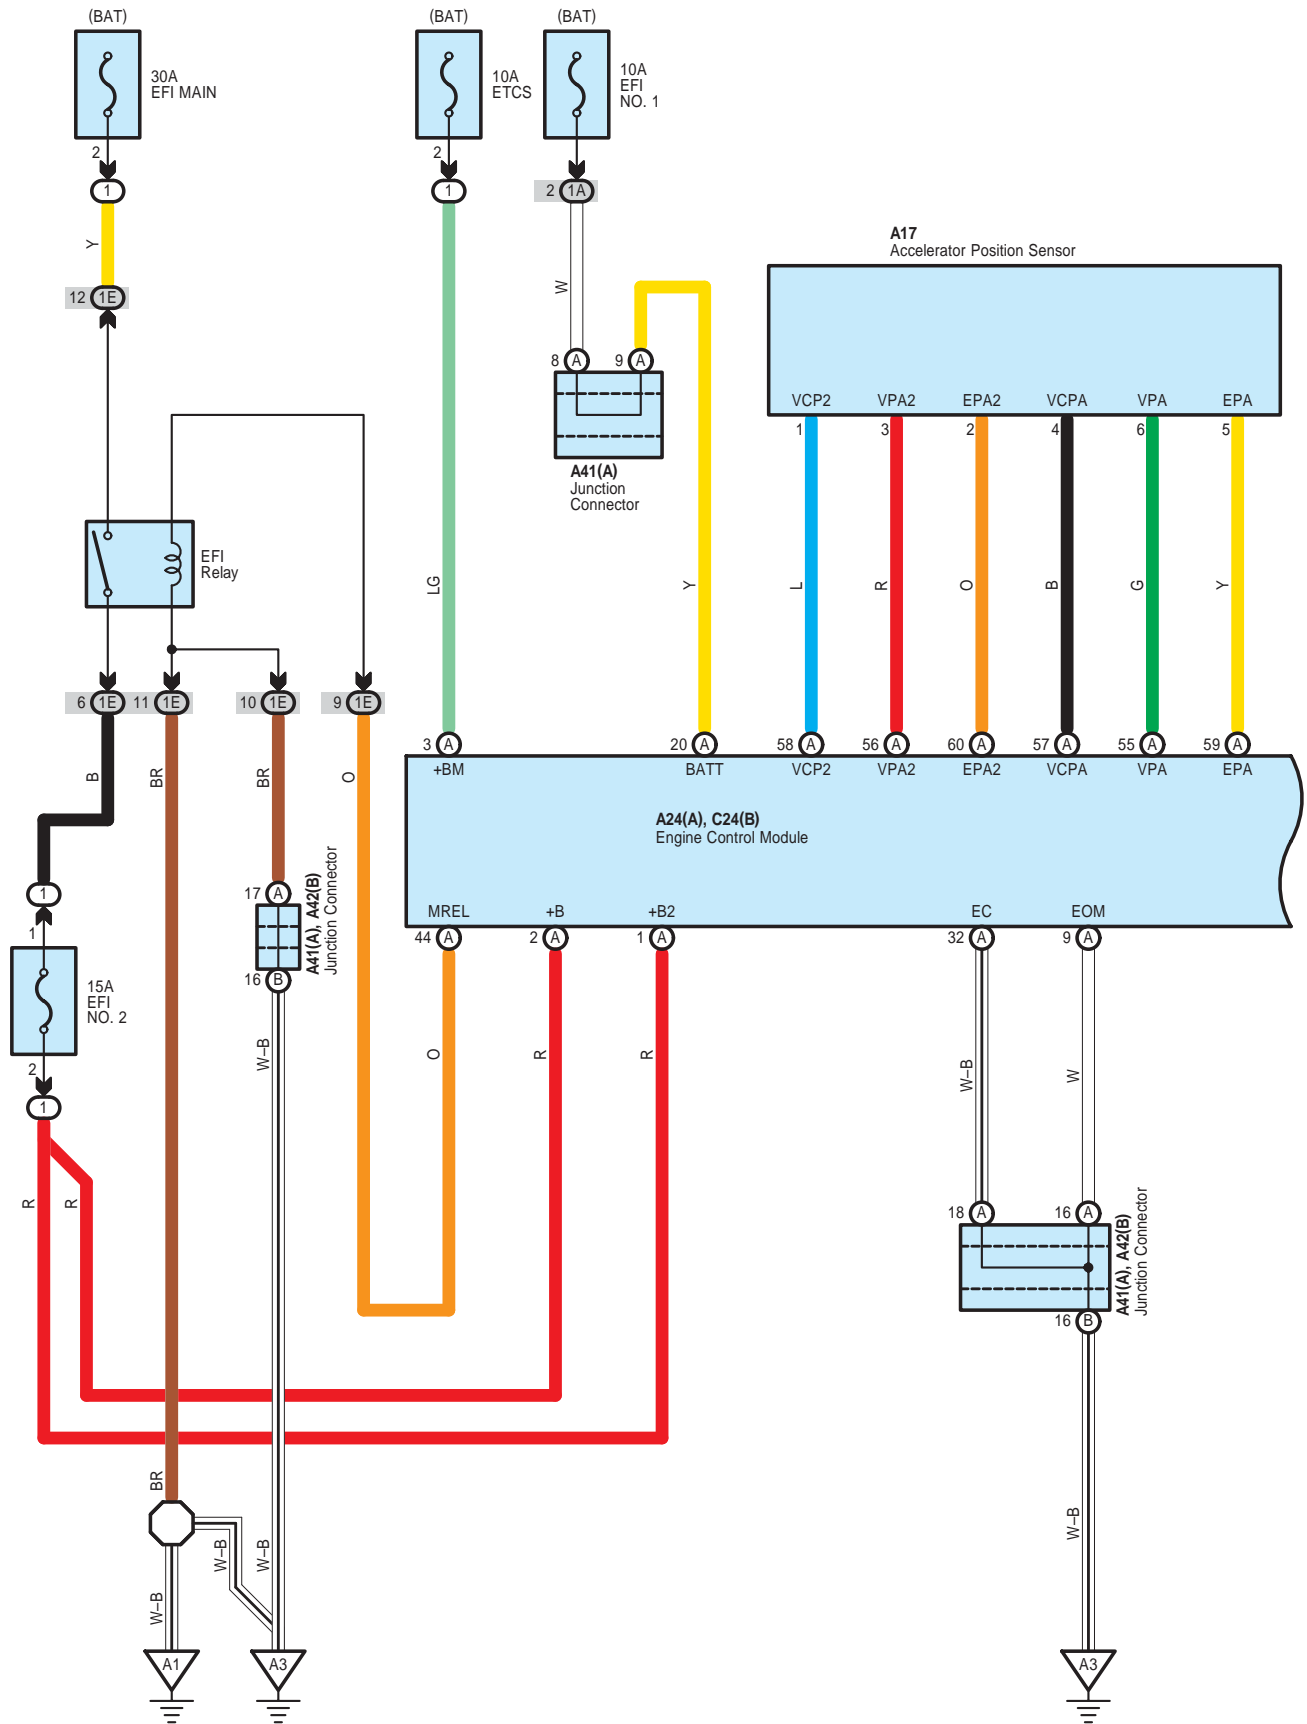 (BAT)
(BAT)
(BAT)
30A
EFI MAIN
10A
ETCS
10A
EFI
NO. 1
2
2
1
1
2 1A
Y
W
12 1E
A17
Accelerator Position Sensor
8 A
9 A
VCP2 VPA2 EPA2 VCPA VPA EPA
1 3 2 4 6 5
A41(A)
Junction
Connector
EFI
Relay
LG
Y
L
R
O
B
G
Y
6 1E
11 1E
10 1E
9 1E
3 A
20 A
58 A
56 A
60 A
57 A
55 A
59 A
+BM BATT VCP2 VPA2 EPA2 VCPA VPA EPA
B
BR
BR
O
A24(A), C24(B)
Engine Control Module
1
17 A
A41(A), A42(B)
Junction Connector
16 B
MREL +B +B2 EC EOM
44 A
2 A
1 A
32 A
9 A
1
15A
EFI
NO. 2
2
1
W–B
O
R
R
W–B
W
R
R
18 A
16 A
A41(A), A42(B)
Junction Connector
16 B
BR
W–B
W–B
W–B
W–B
A1
A3
A3